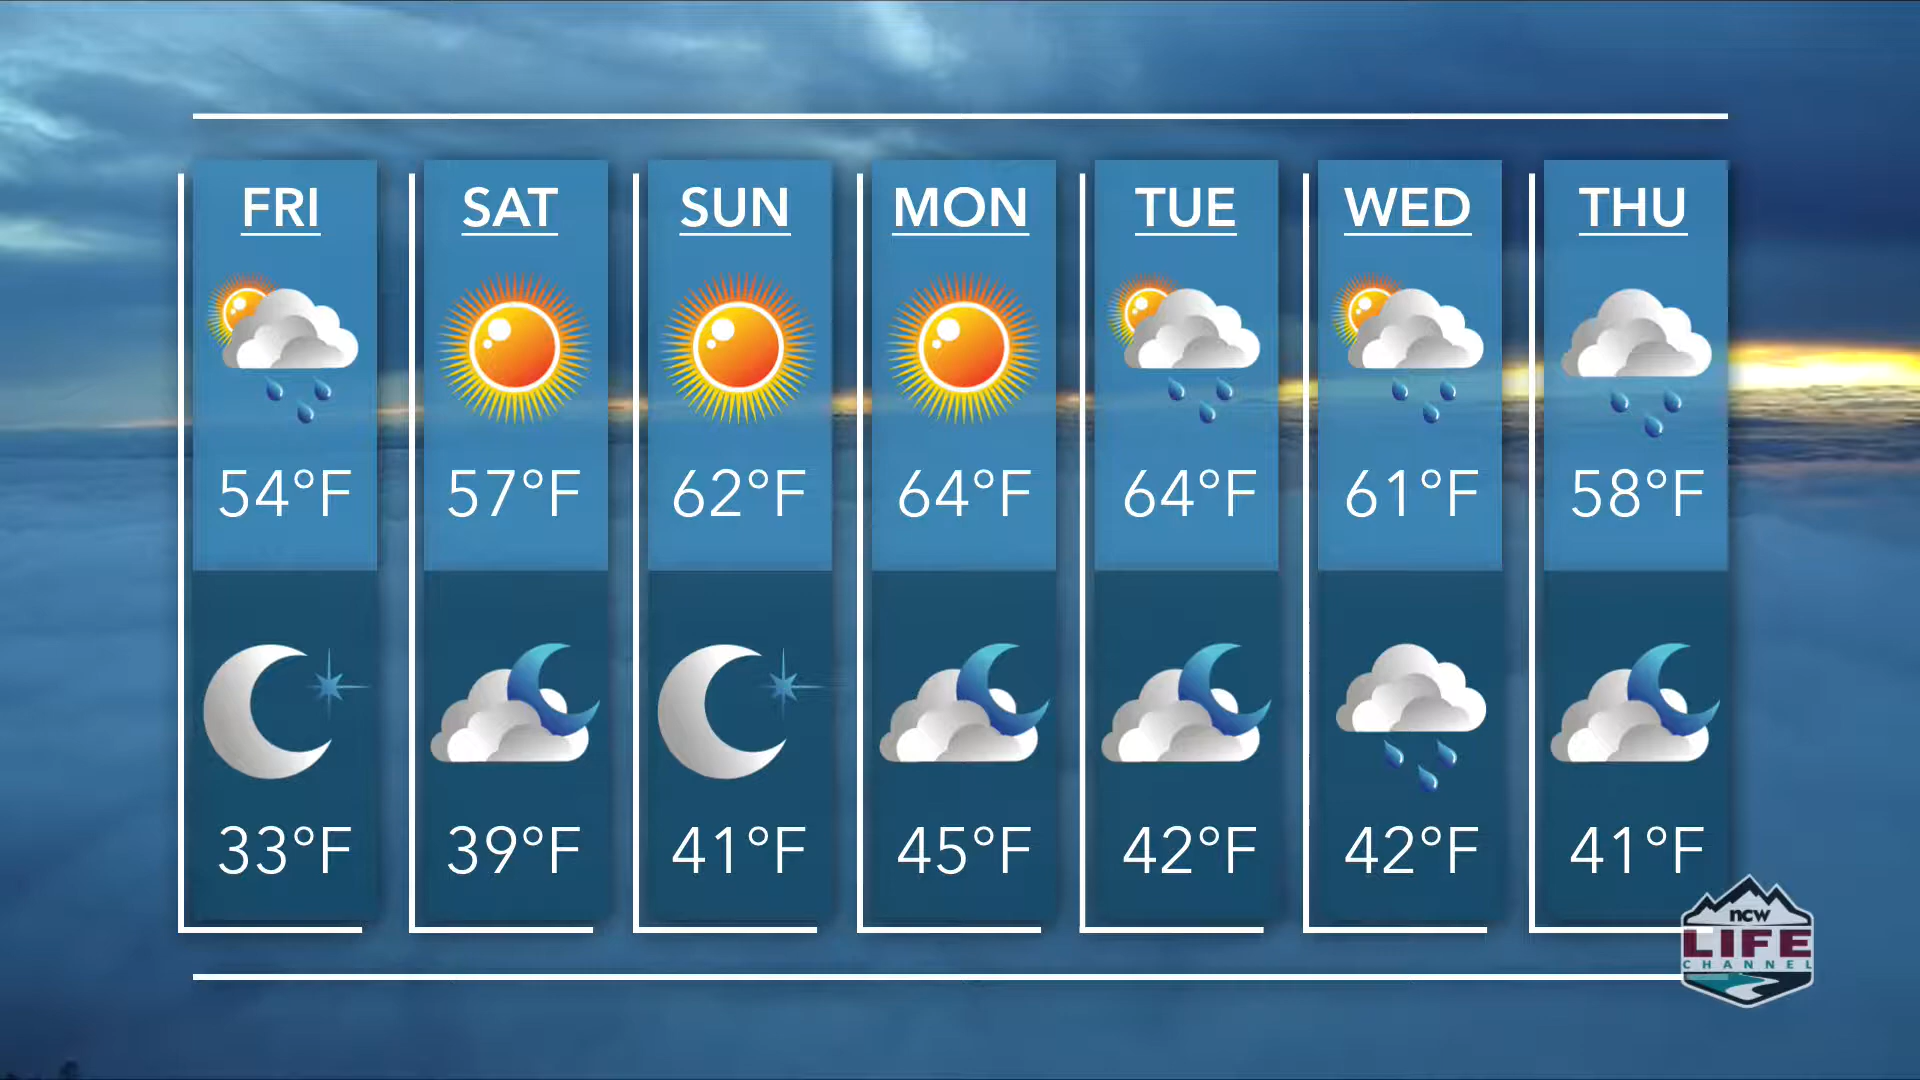 FRI SAT SUN MON TUE WED THU
54°F 57°F 62°F 64°F 64°F 61°F 58°F
33°F 39°F 41°F 45°F 42°F 42°F 41°F
ncw
LIFE
CHANNEL